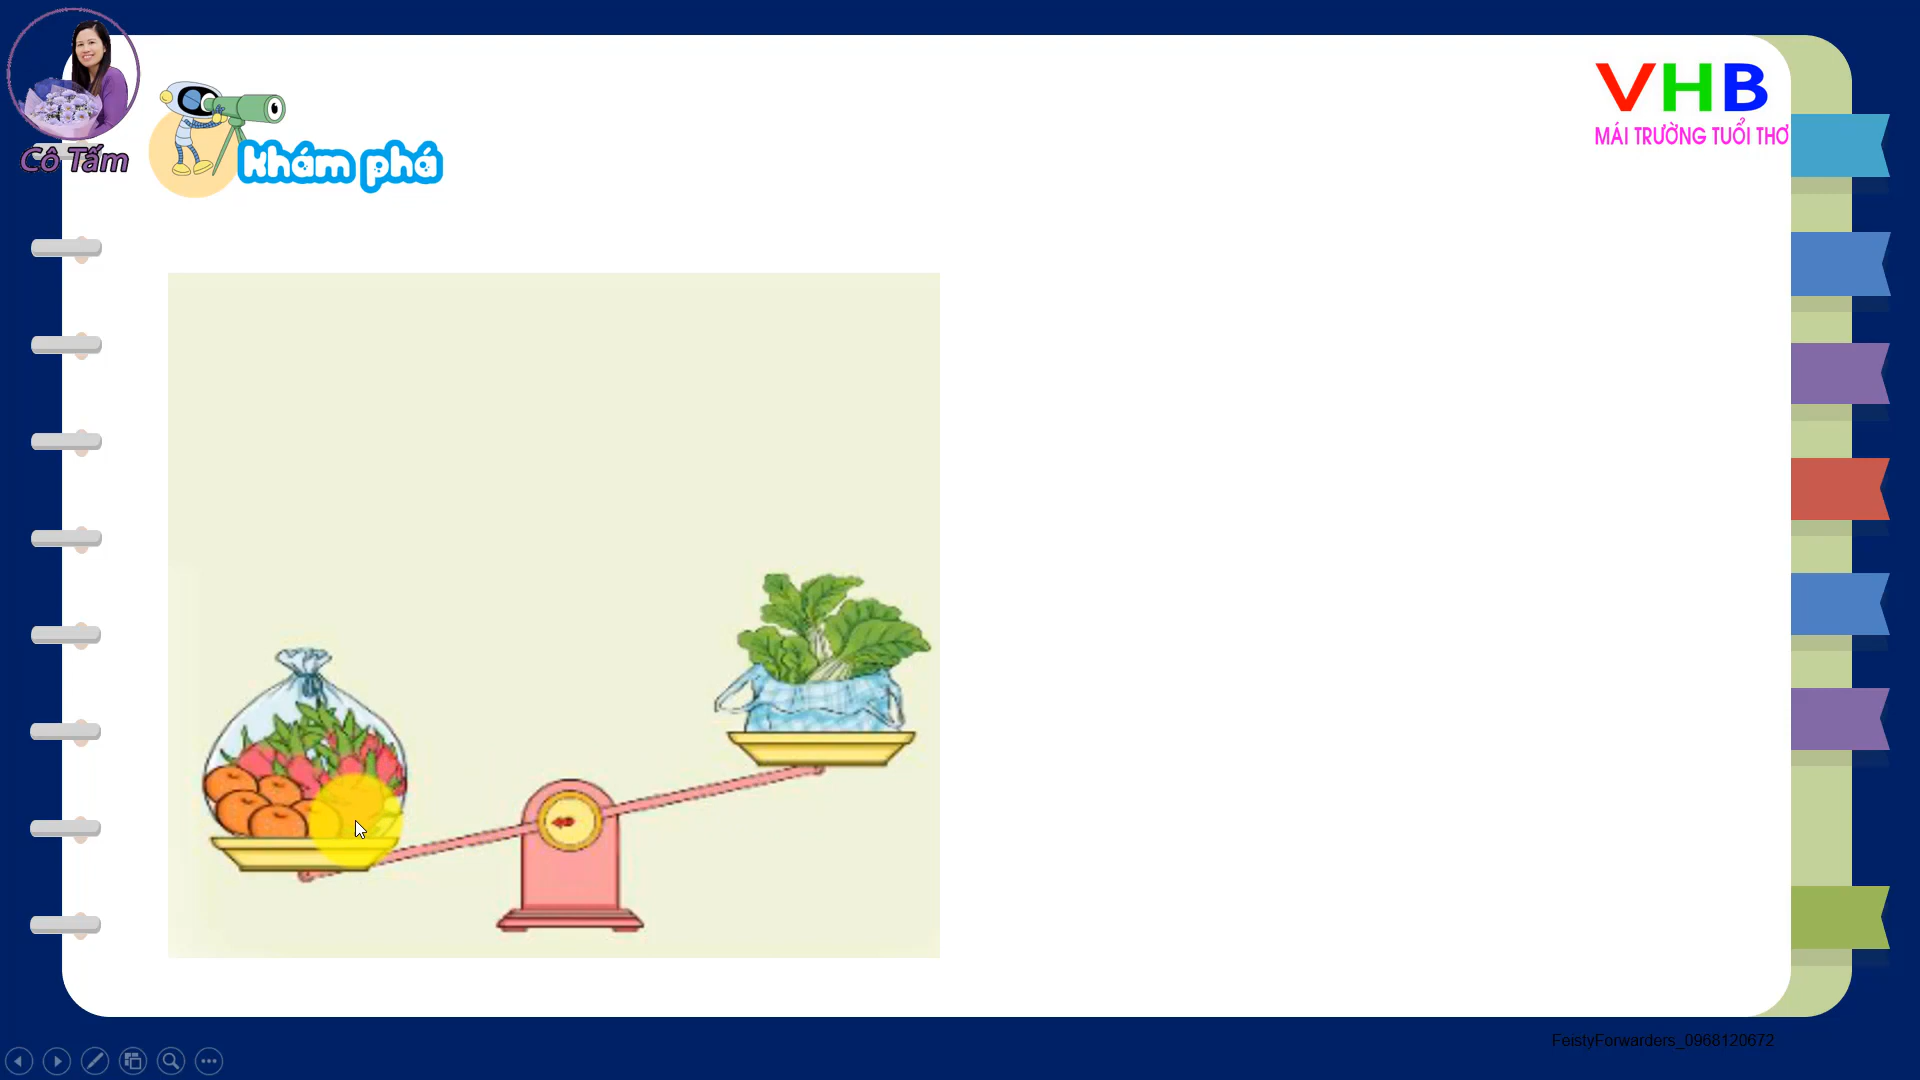 Cô Tấm
Khám phá
VHB
MÁI TRƯỜNG TUỔI THƠ
FeistyForwarders_0968120672